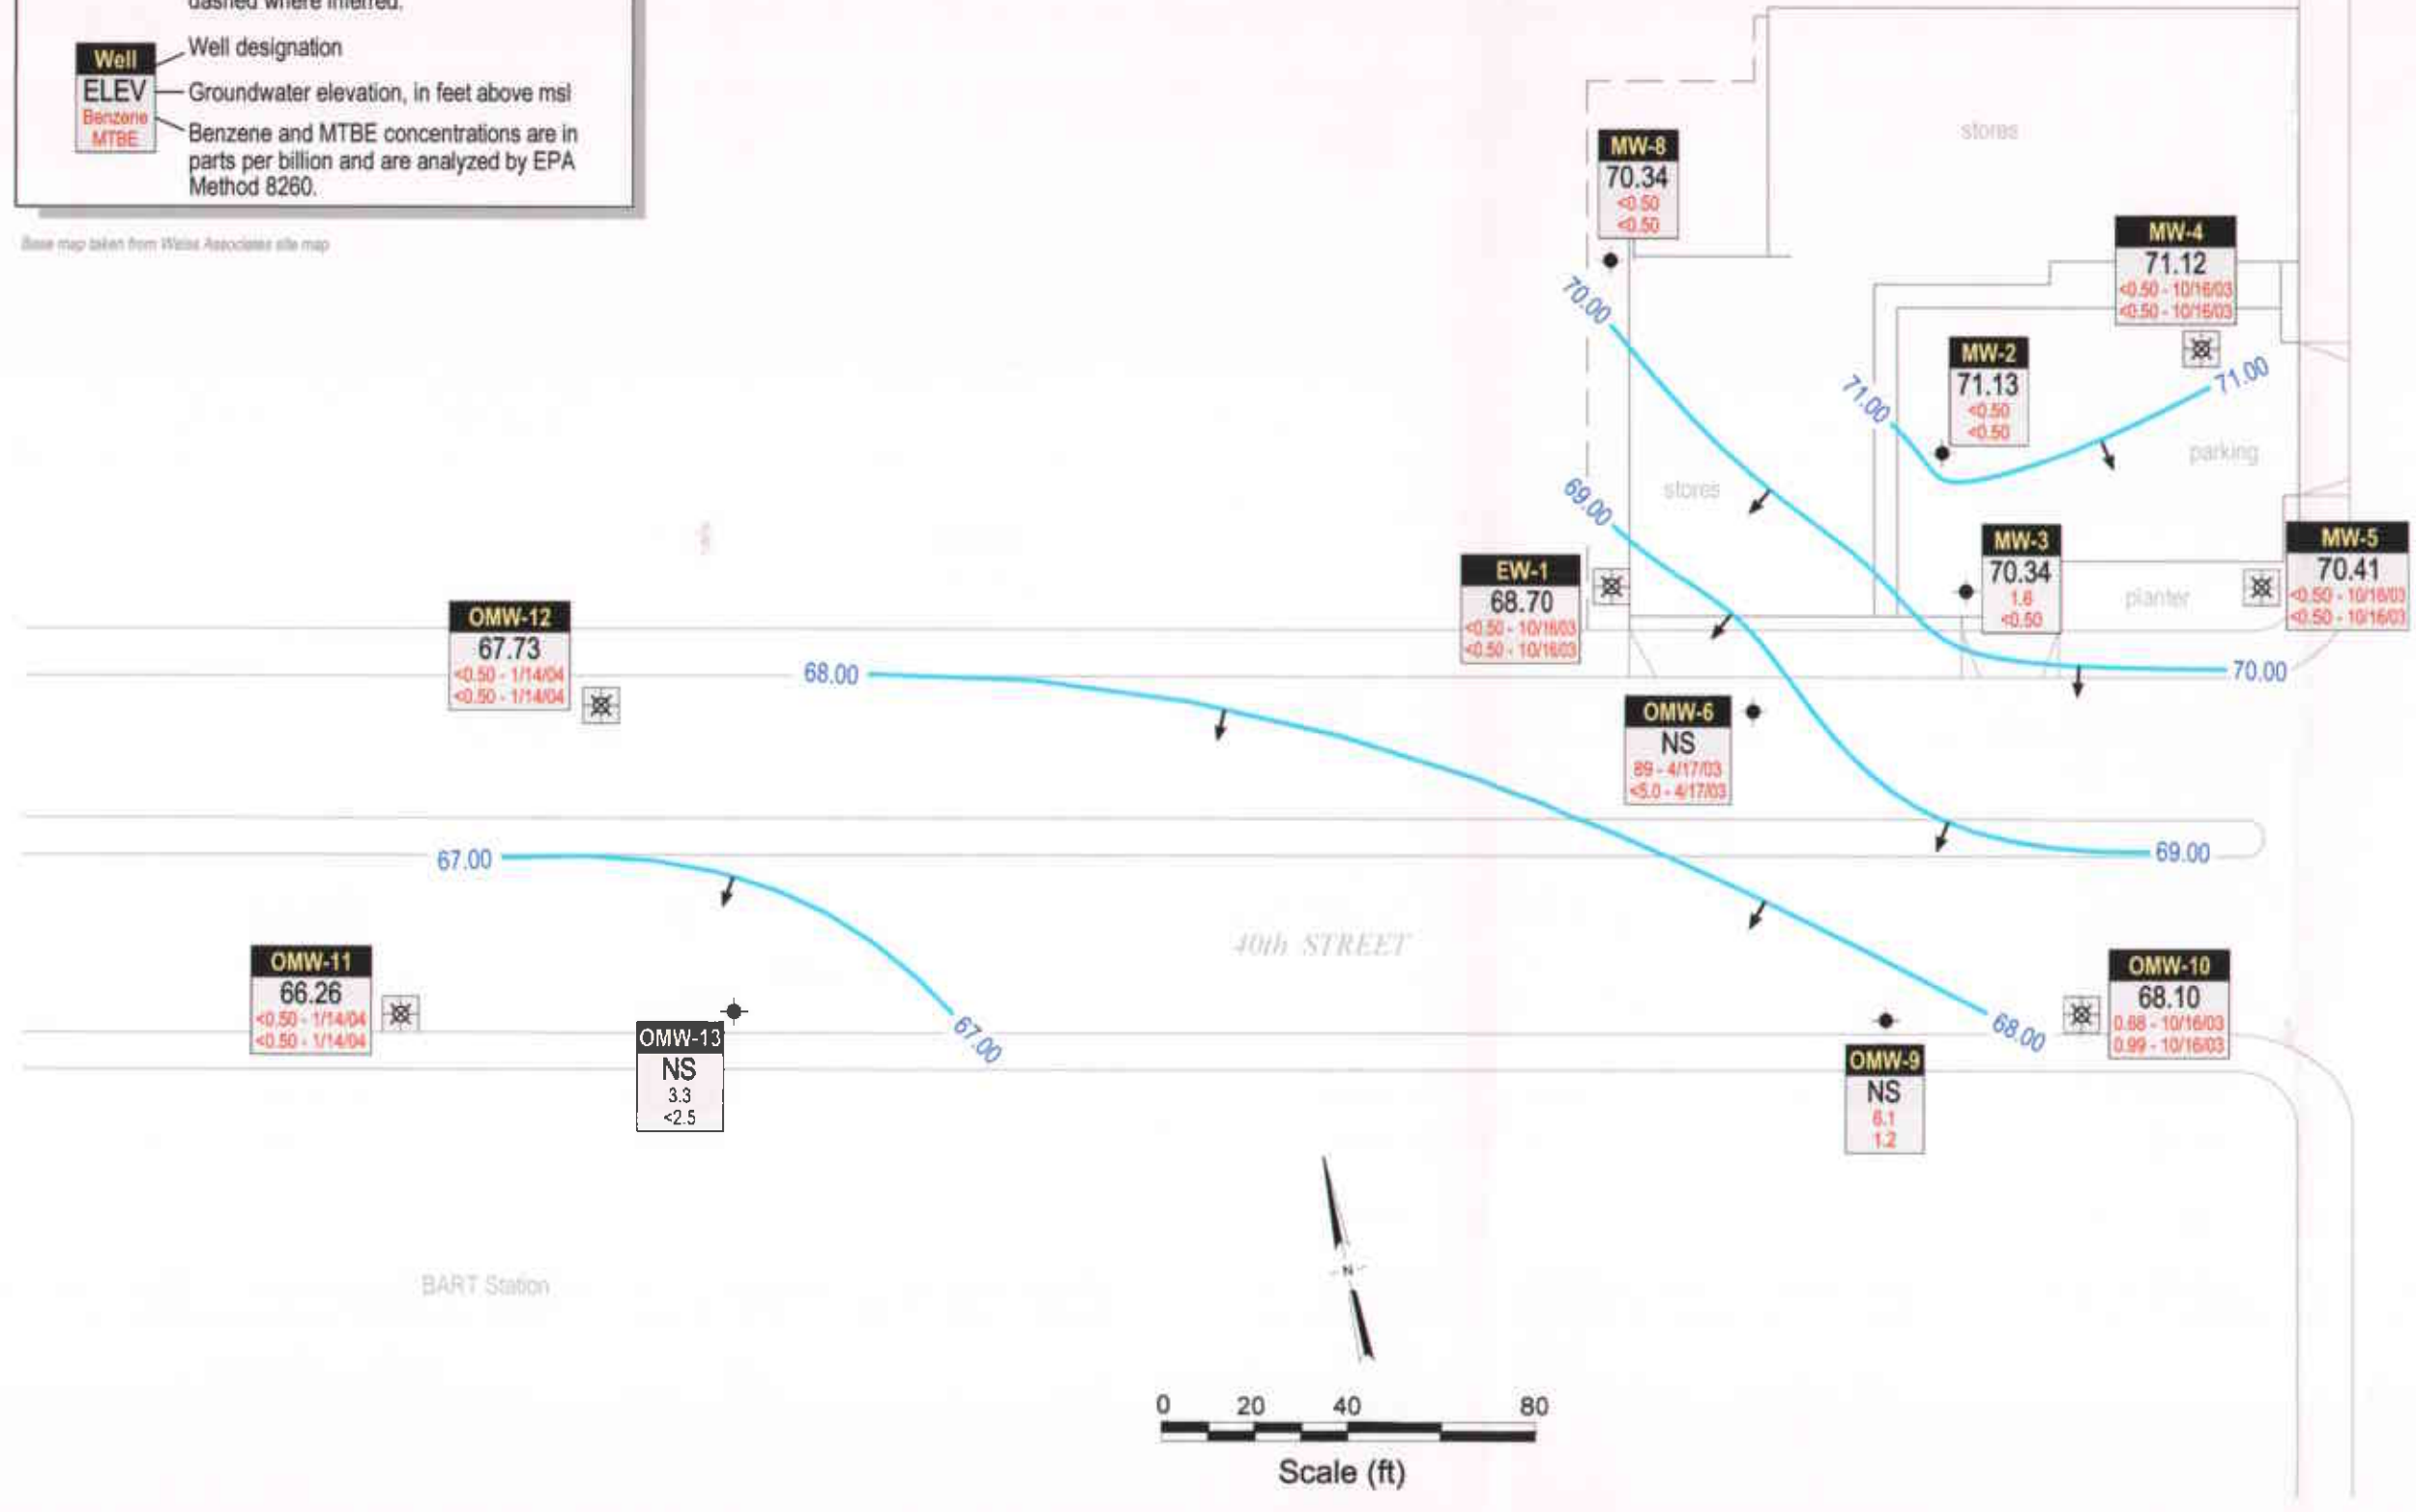 dashed where inferred.
Well
Well designation
ELEV
Groundwater elevation, in feet above msl
Benzene
MTBE
Benzene and MTBE concentrations are in
parts per billion and are analyzed by EPA
Method 8260.
Base map taken from Weiss Associates site map
stores
MW-8
70.34
<0.50
<0.50
MW-4
71.12
<0.50 - 10/16/03
<0.50 - 10/16/03
70.00
MW-2
71.13
<0.50
<0.50
71.00
71.00
parking
stores
69.00
MW-3
70.34
1.6
<0.50
MW-5
70.41
<0.50 - 10/16/03
<0.50 - 10/16/03
planter
EW-1
68.70
<0.50 - 10/16/03
<0.50 - 10/16/03
OMW-12
67.73
<0.50 - 1/14/04
<0.50 - 1/14/04
68.00
70.00
OMW-6
NS
89 - 4/17/03
<5.0 - 4/17/03
67.00
69.00
40th STREET
OMW-11
66.26
<0.50 - 1/14/04
<0.50 - 1/14/04
OMW-13
NS
3.3
<2.5
67.00
68.00
OMW-10
68.10
0.68 - 10/16/03
0.99 - 10/16/03
OMW-9
NS
6.1
1.2
N
BART Station
0 20 40 80
Scale (ft)